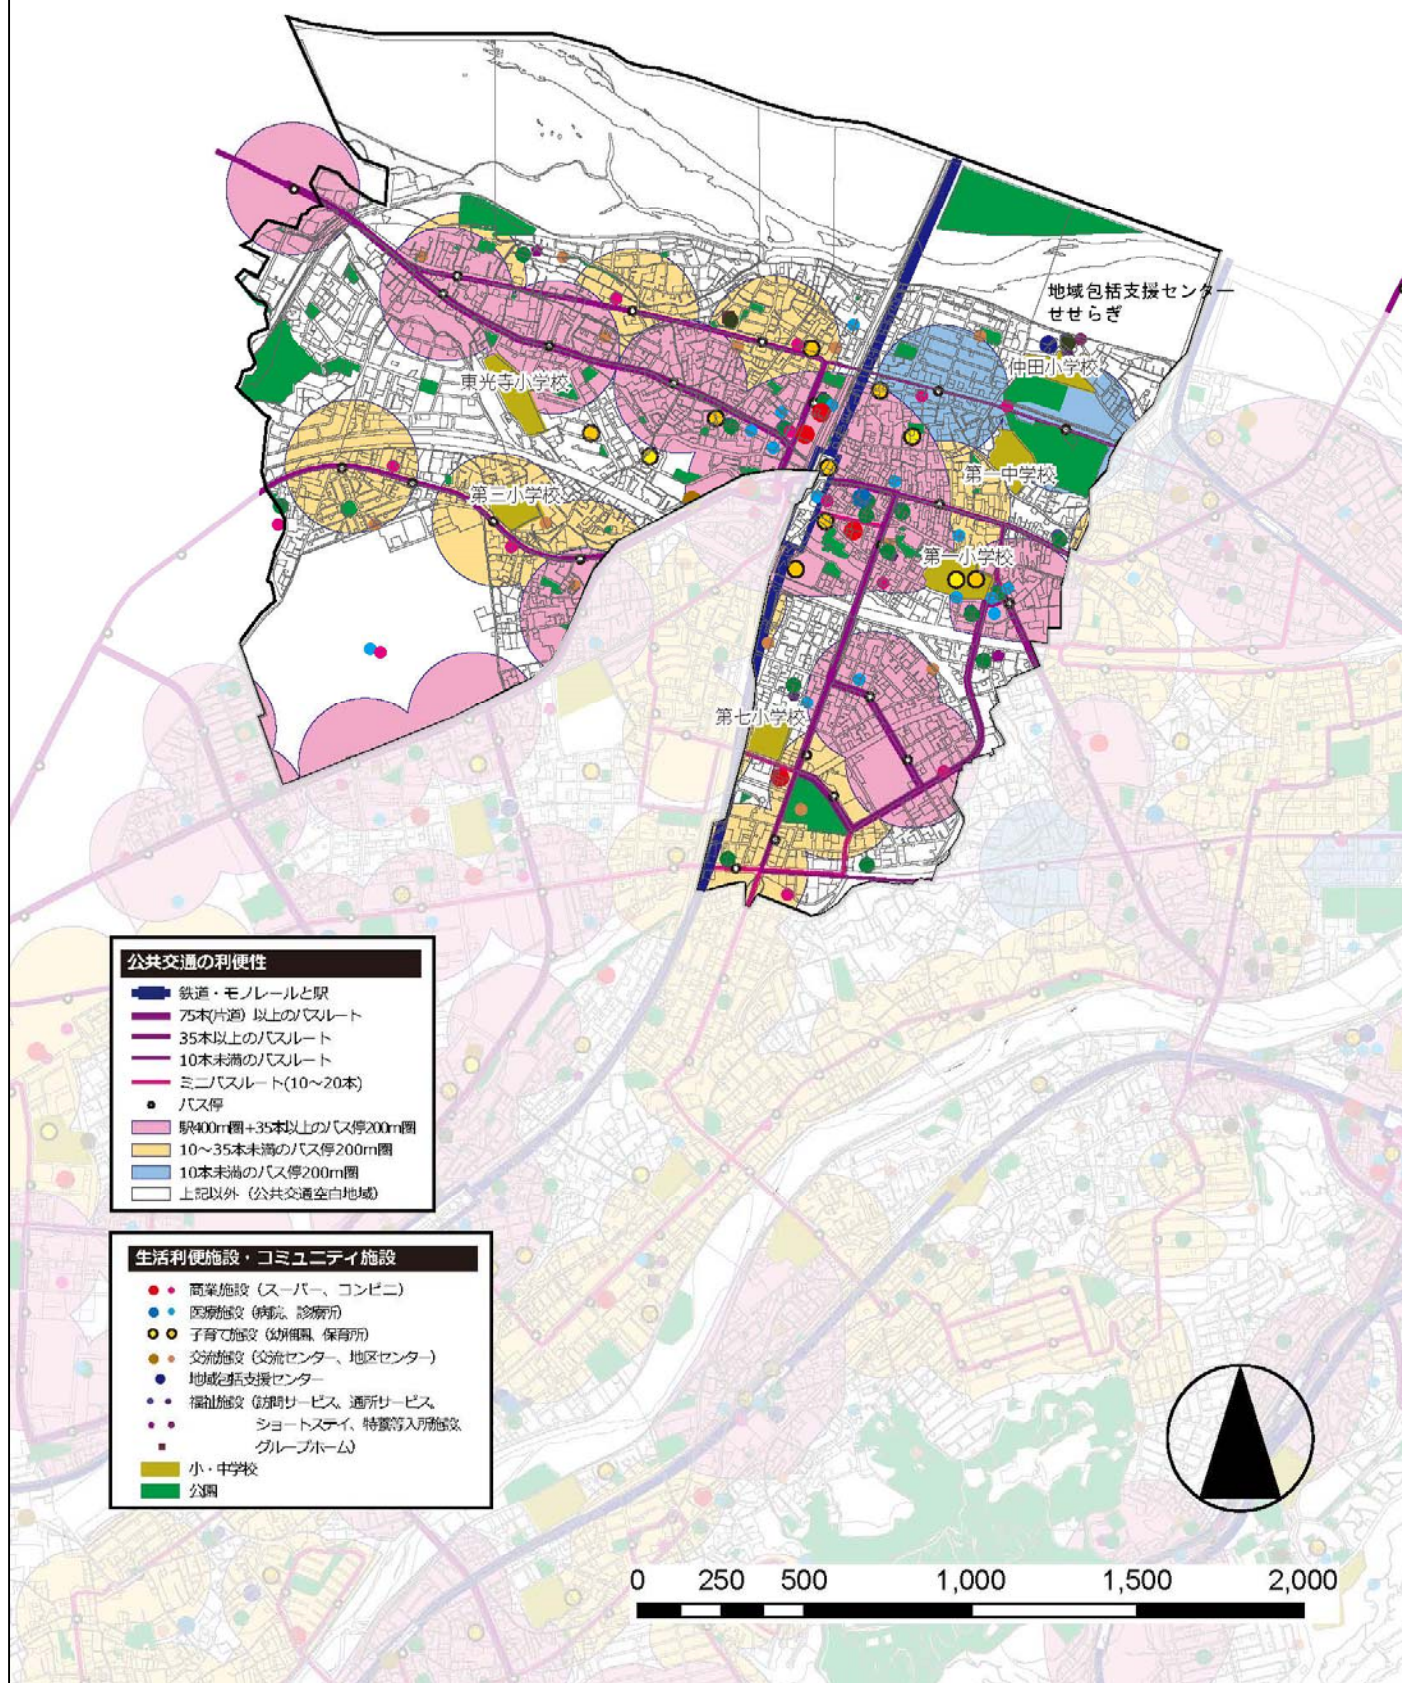 地域包括支援センター
せせらぎ
仲田小学校
東光寺小学校
第一中学校
第三小学校
第一小学校
第七小学校
公共交通の利便性
鉄道・モノレールと駅
75本(片道)以上のバスルート
35本以上のバスルート
10本未満のバスルート
ミニバスルート(10～20本)
バス停
駅400m圏+35本以上のバス停200m圏
10～35本未満のバス停200m圏
10本未満のバス停200m圏
上記以外（公共交通空白地域）
生活利便施設・コミュニティ施設
商業施設（スーパー、コンビニ）
医療施設（病院、診療所）
子育て施設（幼稚園、保育所）
交流施設（交流センター、地区センター）
地域包括支援センター
福祉施設（訪問サービス、通所サービス、
ショートステイ、特養等入所施設、
グループホーム）
小・中学校
公園
0 250 500 1,000 1,500 2,000